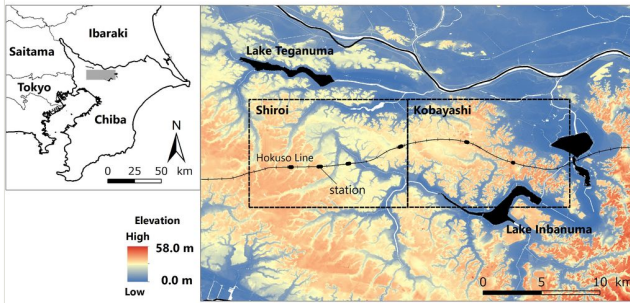 Ibaraki
Saitama
Tokyo
Chiba
N
0 25 50 km
Elevation
High
58.0 m
0.0 m
Low
Lake Teganuma
Shiroi
Kobayashi
Hokuso Line
station
Lake Inbanuma
0 5 10 km